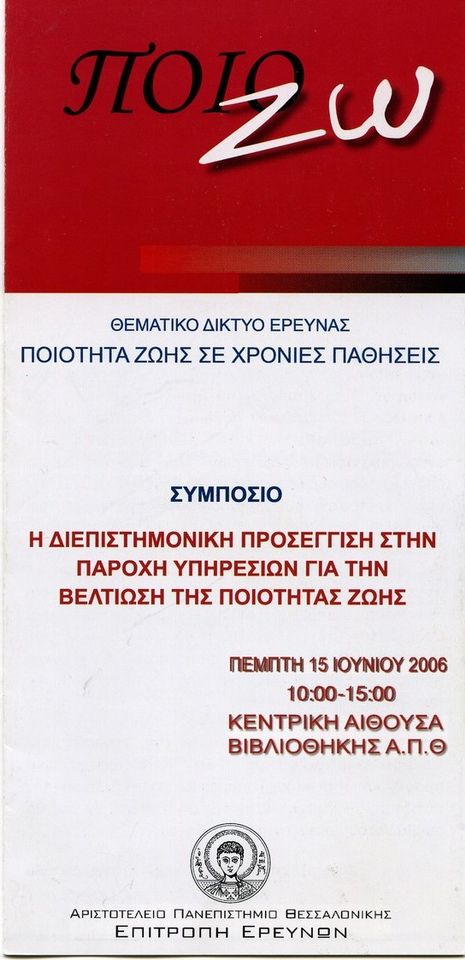 ΠΟΙΟ
Ζω
ΘΕΜΑΤΙΚΟ ΔΙΚΤΥΟ ΕΡΕΥΝΑΣ
ΠΟΙΟΤΗΤΑ ΖΩΗΣ ΣΕ ΧΡΟΝΙΕΣ ΠΑΘΗΣΕΙΣ
ΣΥΜΠΟΣΙΟ
Η ΔΙΕΠΙΣΤΗΜΟΝΙΚΗ ΠΡΟΣΕΓΓΙΣΗ ΣΤΗΝ
ΠΑΡΟΧΗ ΥΠΗΡΕΣΙΩΝ ΓΙΑ ΤΗΝ
ΒΕΛΤΙΩΣΗ ΤΗΣ ΠΟΙΟΤΗΤΑΣ ΖΩΗΣ
ΠΕΜΠΤΗ 15 ΙΟΥΝΙΟΥ 2006
10:00-15:00
ΚΕΝΤΡΙΚΗ ΑΙΘΟΥΣΑ
ΒΙΒΛΙΟΘΗΚΗΣ Α.Π.Θ
ΑΡΙΣΤΟΤΕΛΕΙΟ ΠΑΝΕΠΙΣΤΗΜΙΟ ΘΕΣΣΑΛΟΝΙΚΗΣ
ΕΠΙΤΡΟΠΗ ΕΡΕΥΝΩΝ